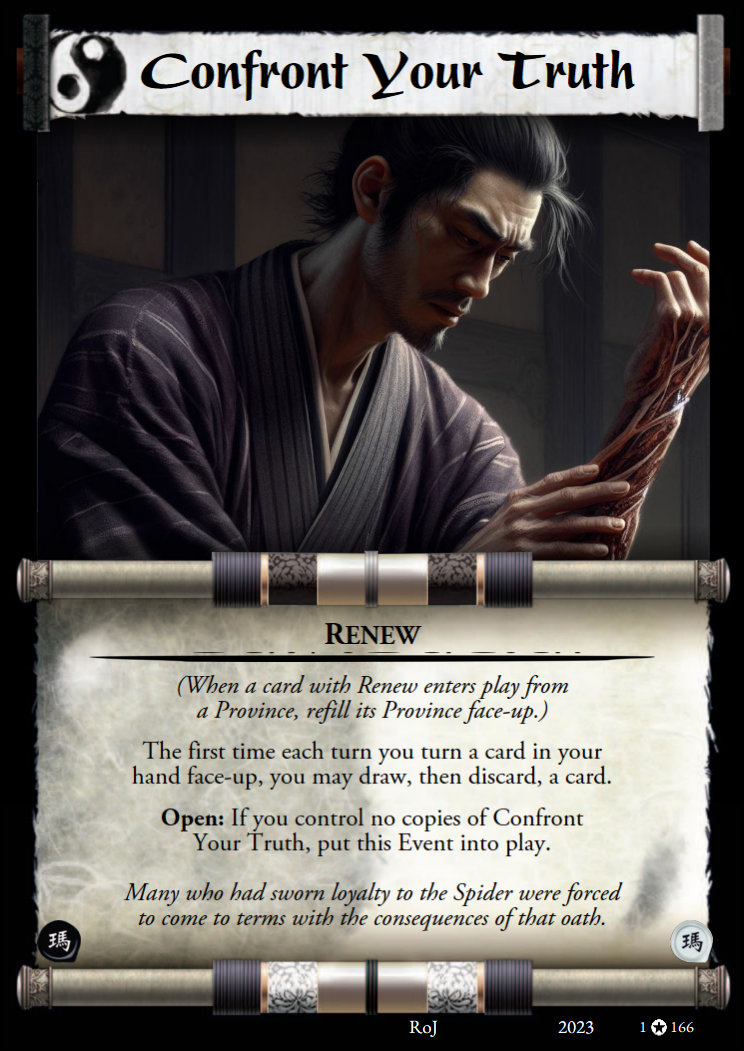 Confront Your Truth
RENEW
(When a card with Renew enters play from
a Province, refill its Province face-up.)
The first time each turn you turn a card in your
hand face-up, you may draw, then discard, a card.
Open: If you control no copies of Confront
Your Truth, put this Event into play.
Many who had sworn loyalty to the Spider were forced
to come to terms with the consequences of that oath.
瑪 瑪
RoJ 2023 1 ✪ 166